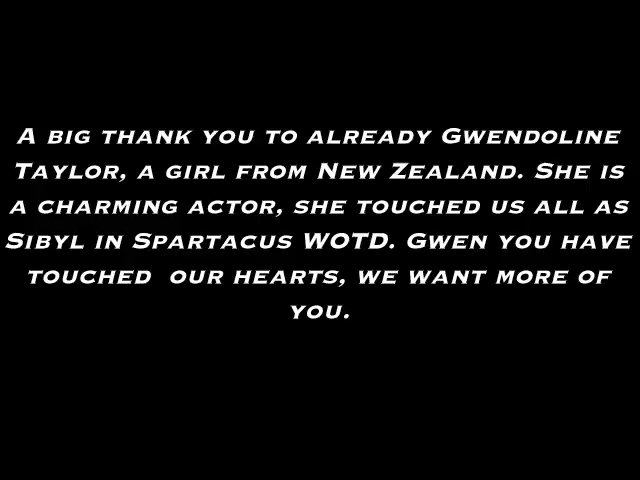 A big thank you to already Gwendoline
Taylor, a girl from New Zealand. She is
a charming actor, she touched us all as
Sibyl in Spartacus WOTD. Gwen you have
touched  our hearts, we want more of
you.